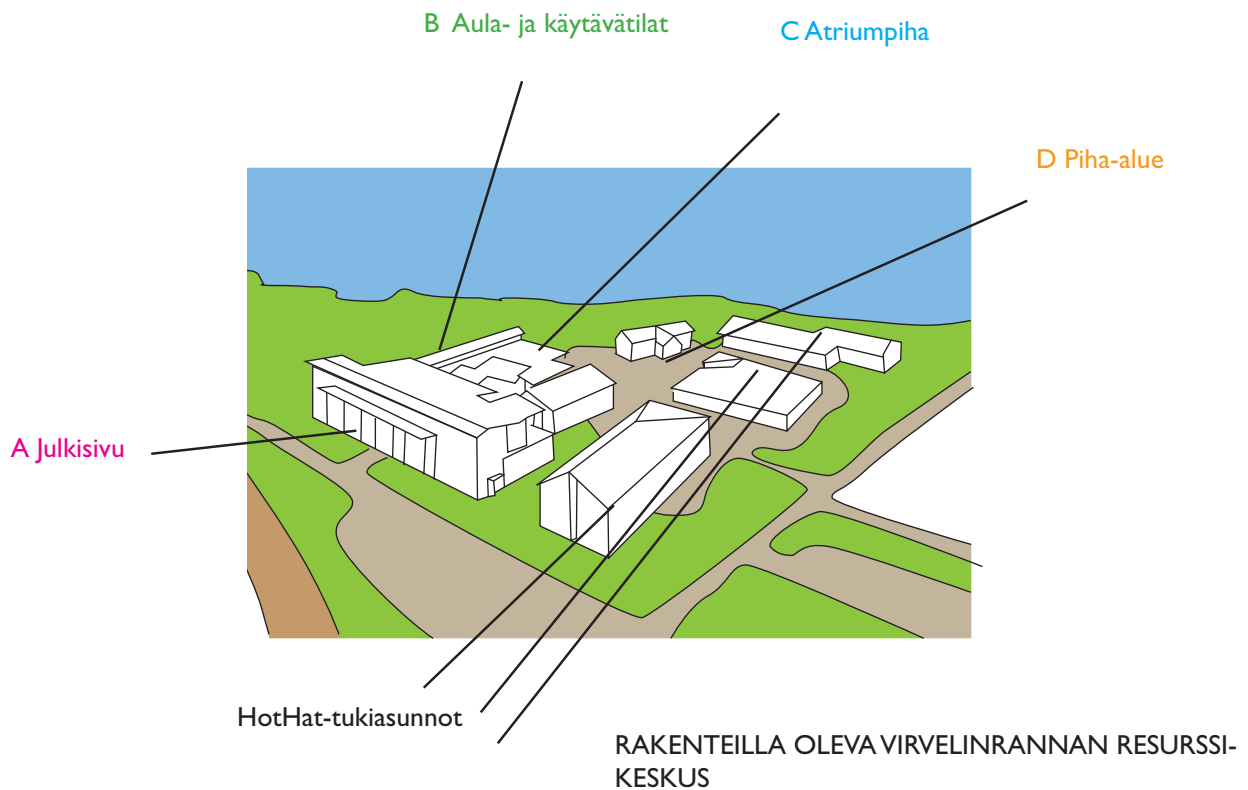 B Aula- ja käytävätilat
C Atriumpiha
D Piha-alue
A Julkisivu
HotHat-tukiasunnot
RAKENTEILLA OLEVA VIRVELINRANNAN RESURSSI-
KESKUS